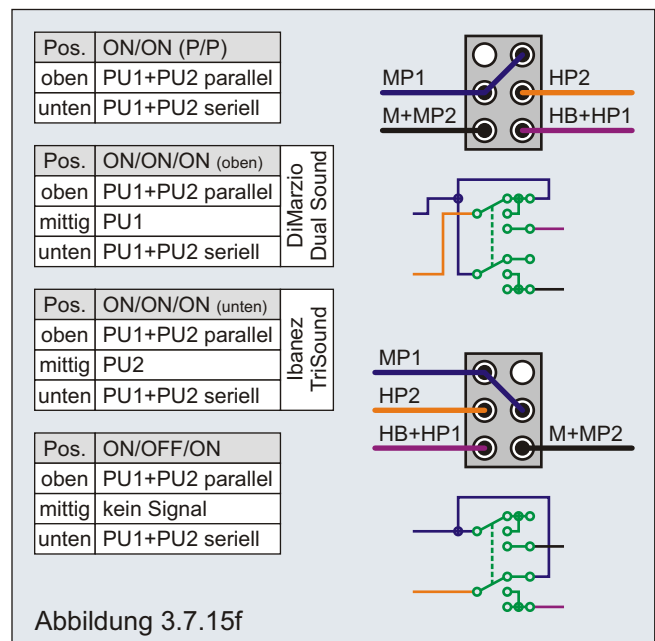 Pos. ON/ON (P/P)
oben PU1+PU2 parallel
unten PU1+PU2 seriell
Pos. ON/ON/ON (oben)
oben PU1+PU2 parallel
mittig PU1
unten PU1+PU2 seriell
DiMarzio
Dual Sound
Pos. ON/ON/ON (unten)
oben PU1+PU2 parallel
mittig PU2
unten PU1+PU2 seriell
Ibanez
TriSound
Pos. ON/OFF/ON
oben PU1+PU2 parallel
mittig kein Signal
unten PU1+PU2 seriell
MP1 HP2
M+MP2 HB+HP1
MP1
HP2
HB+HP1 M+MP2
Abbildung 3.7.15f